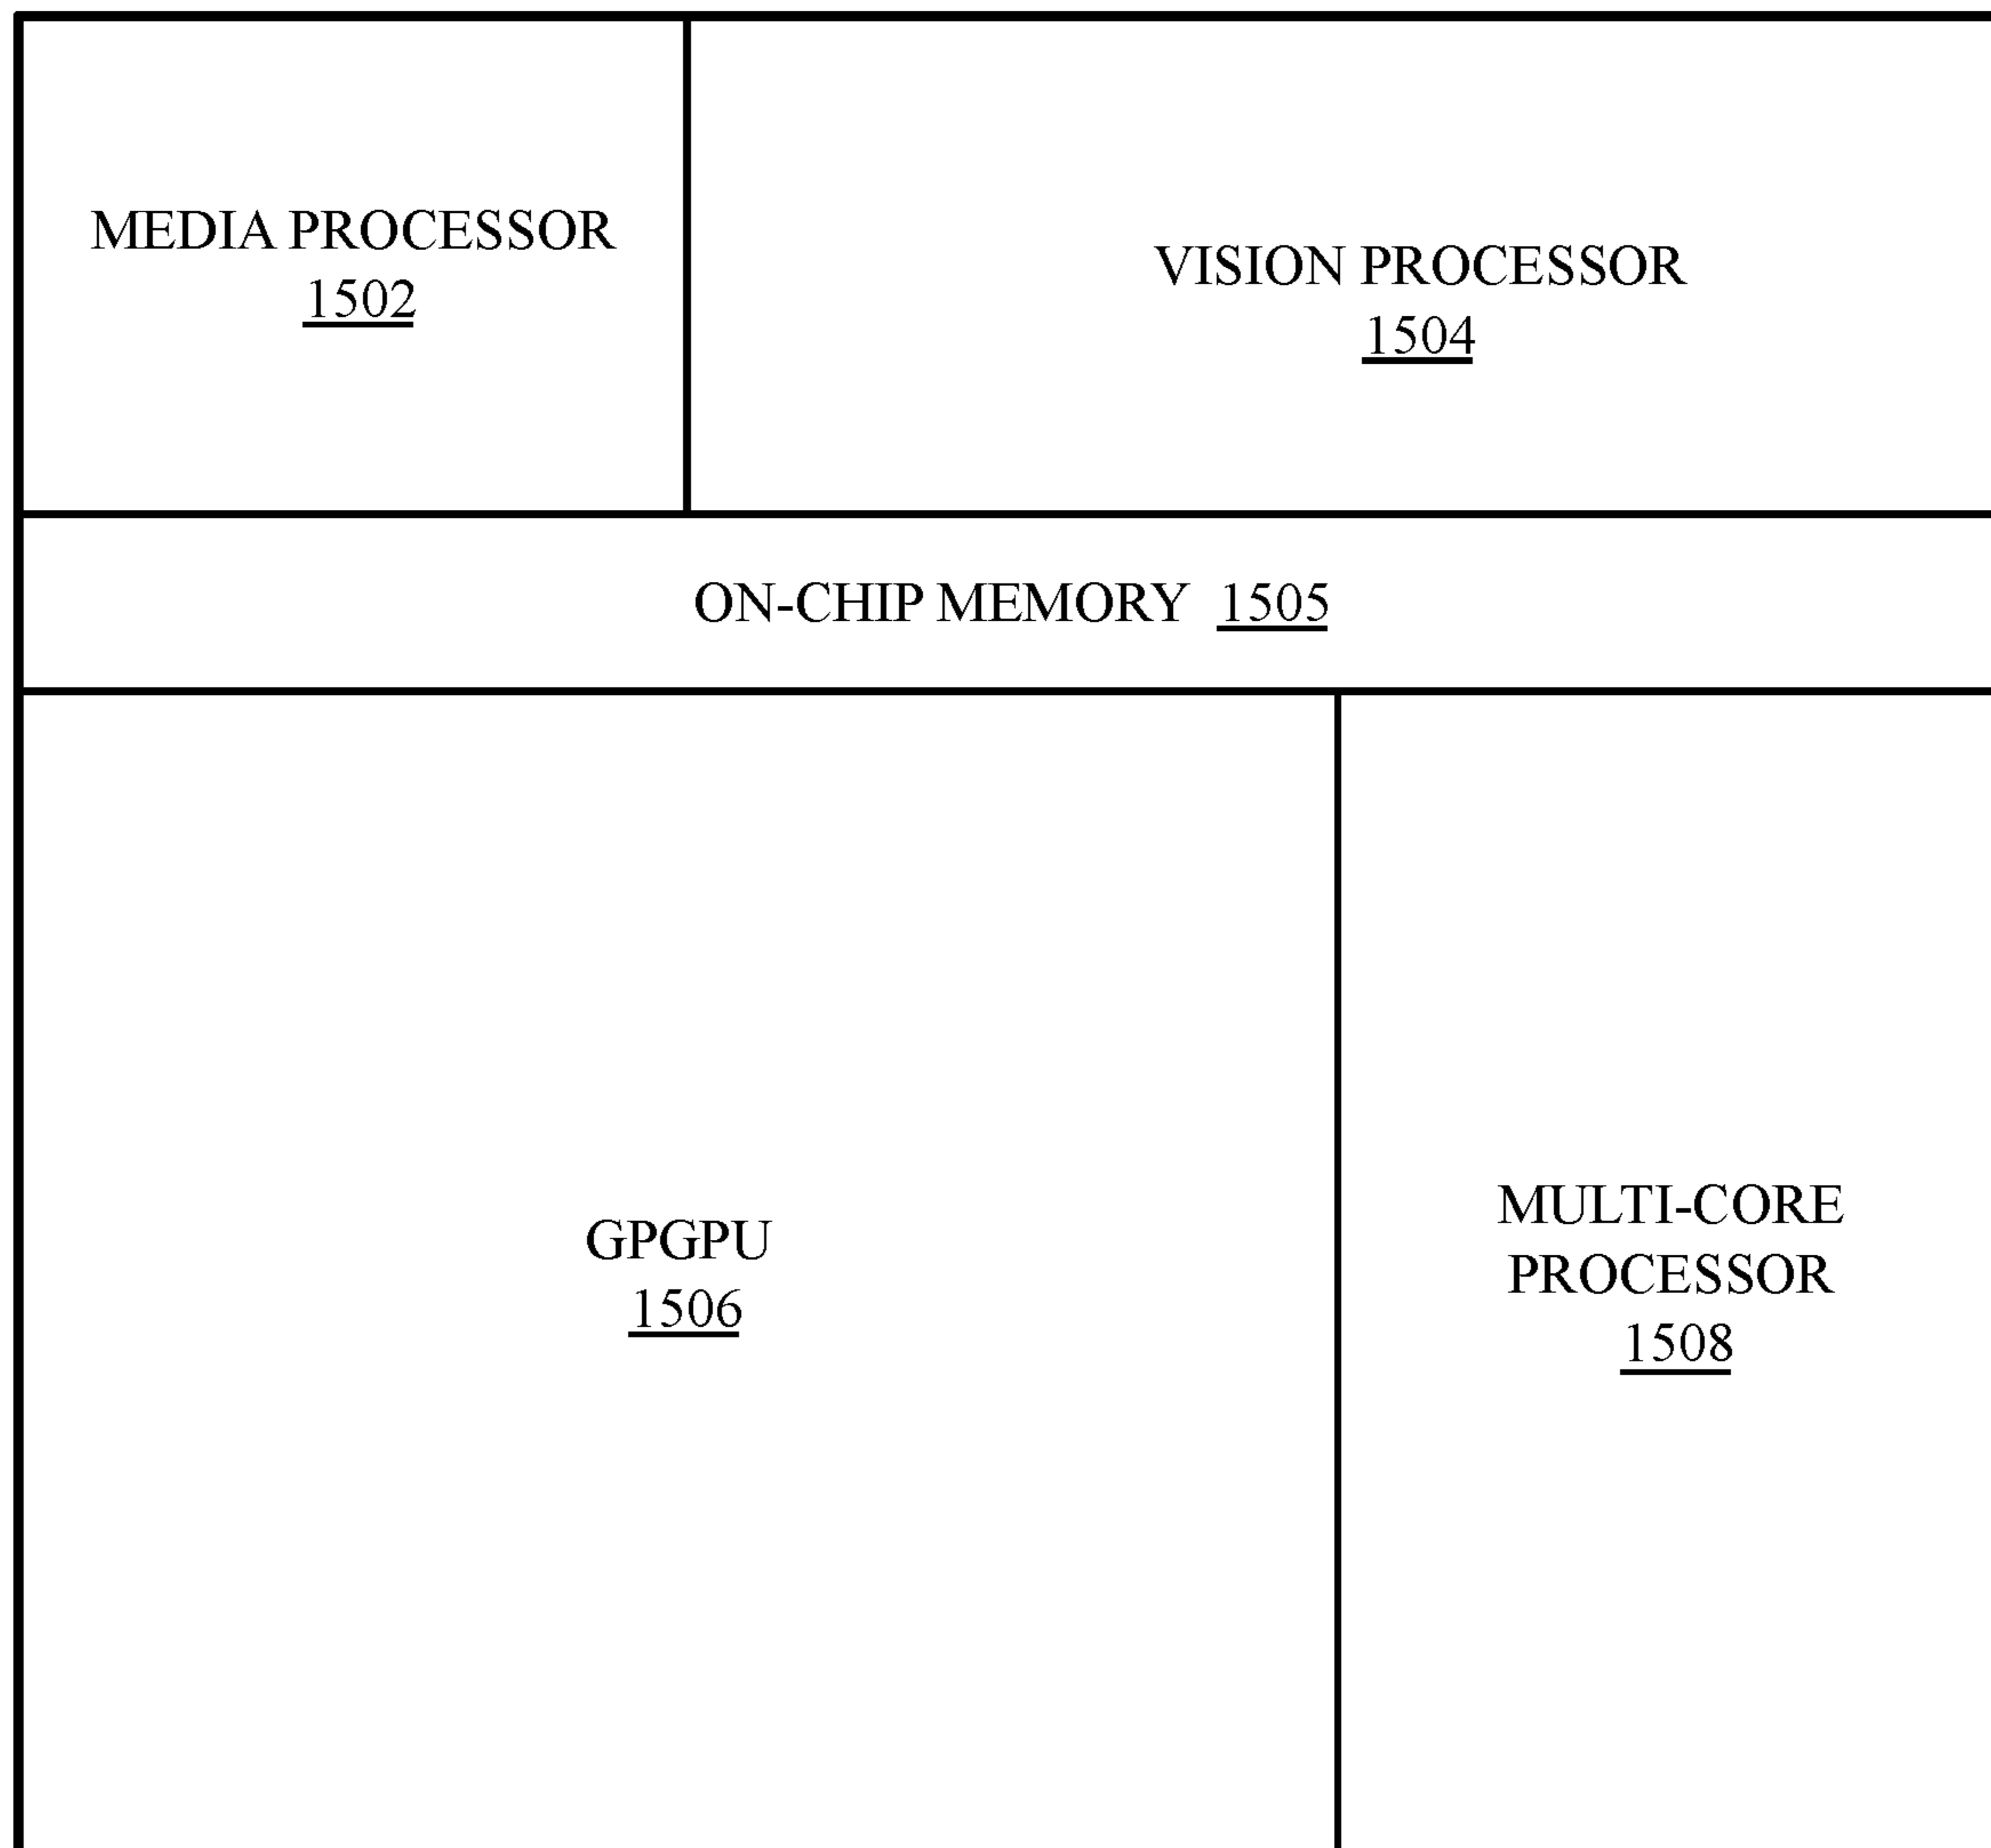 MEDIA PROCESSOR
1502
VISION PROCESSOR
1504
ON-CHIP MEMORY 1505
GPGPU
1506
MULTI-CORE
PROCESSOR
1508